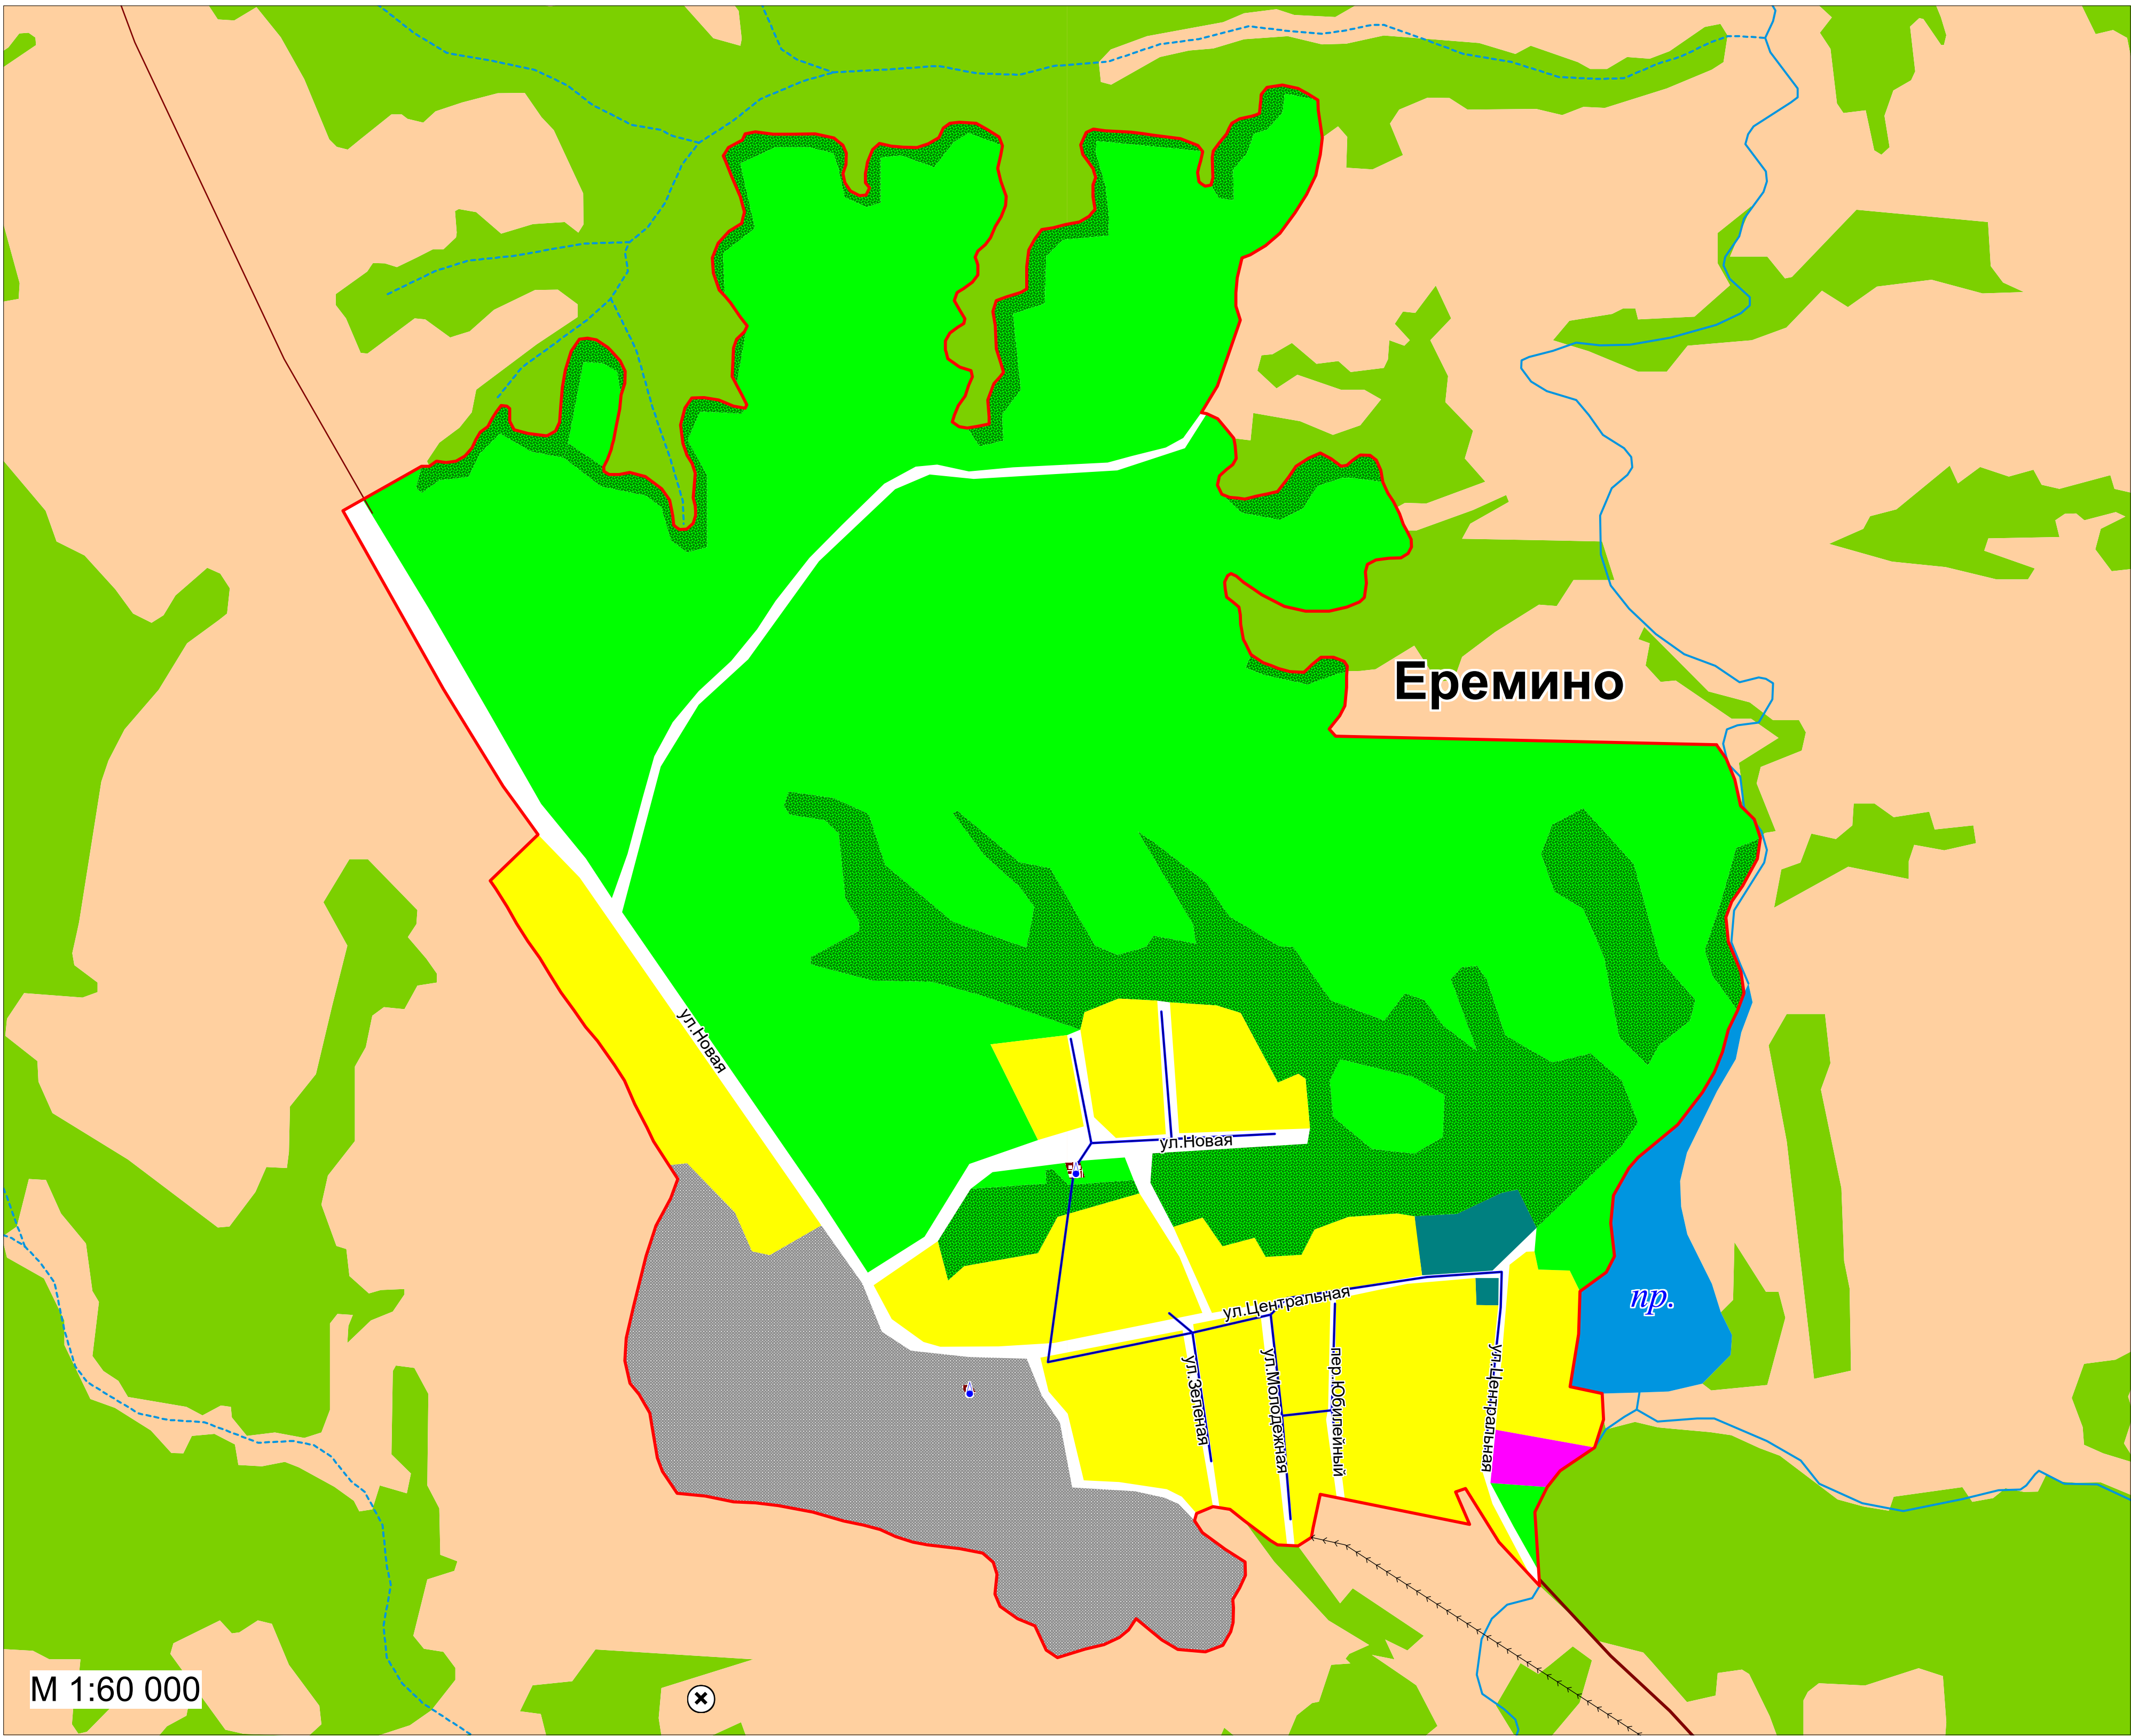 Еремино
ул.Новая
ул.Новая
ул.Центральная
пр.
ул.Зеленая
ул.Молодежная
пер.Юбилейный
ул.Центральная
М 1:60 000